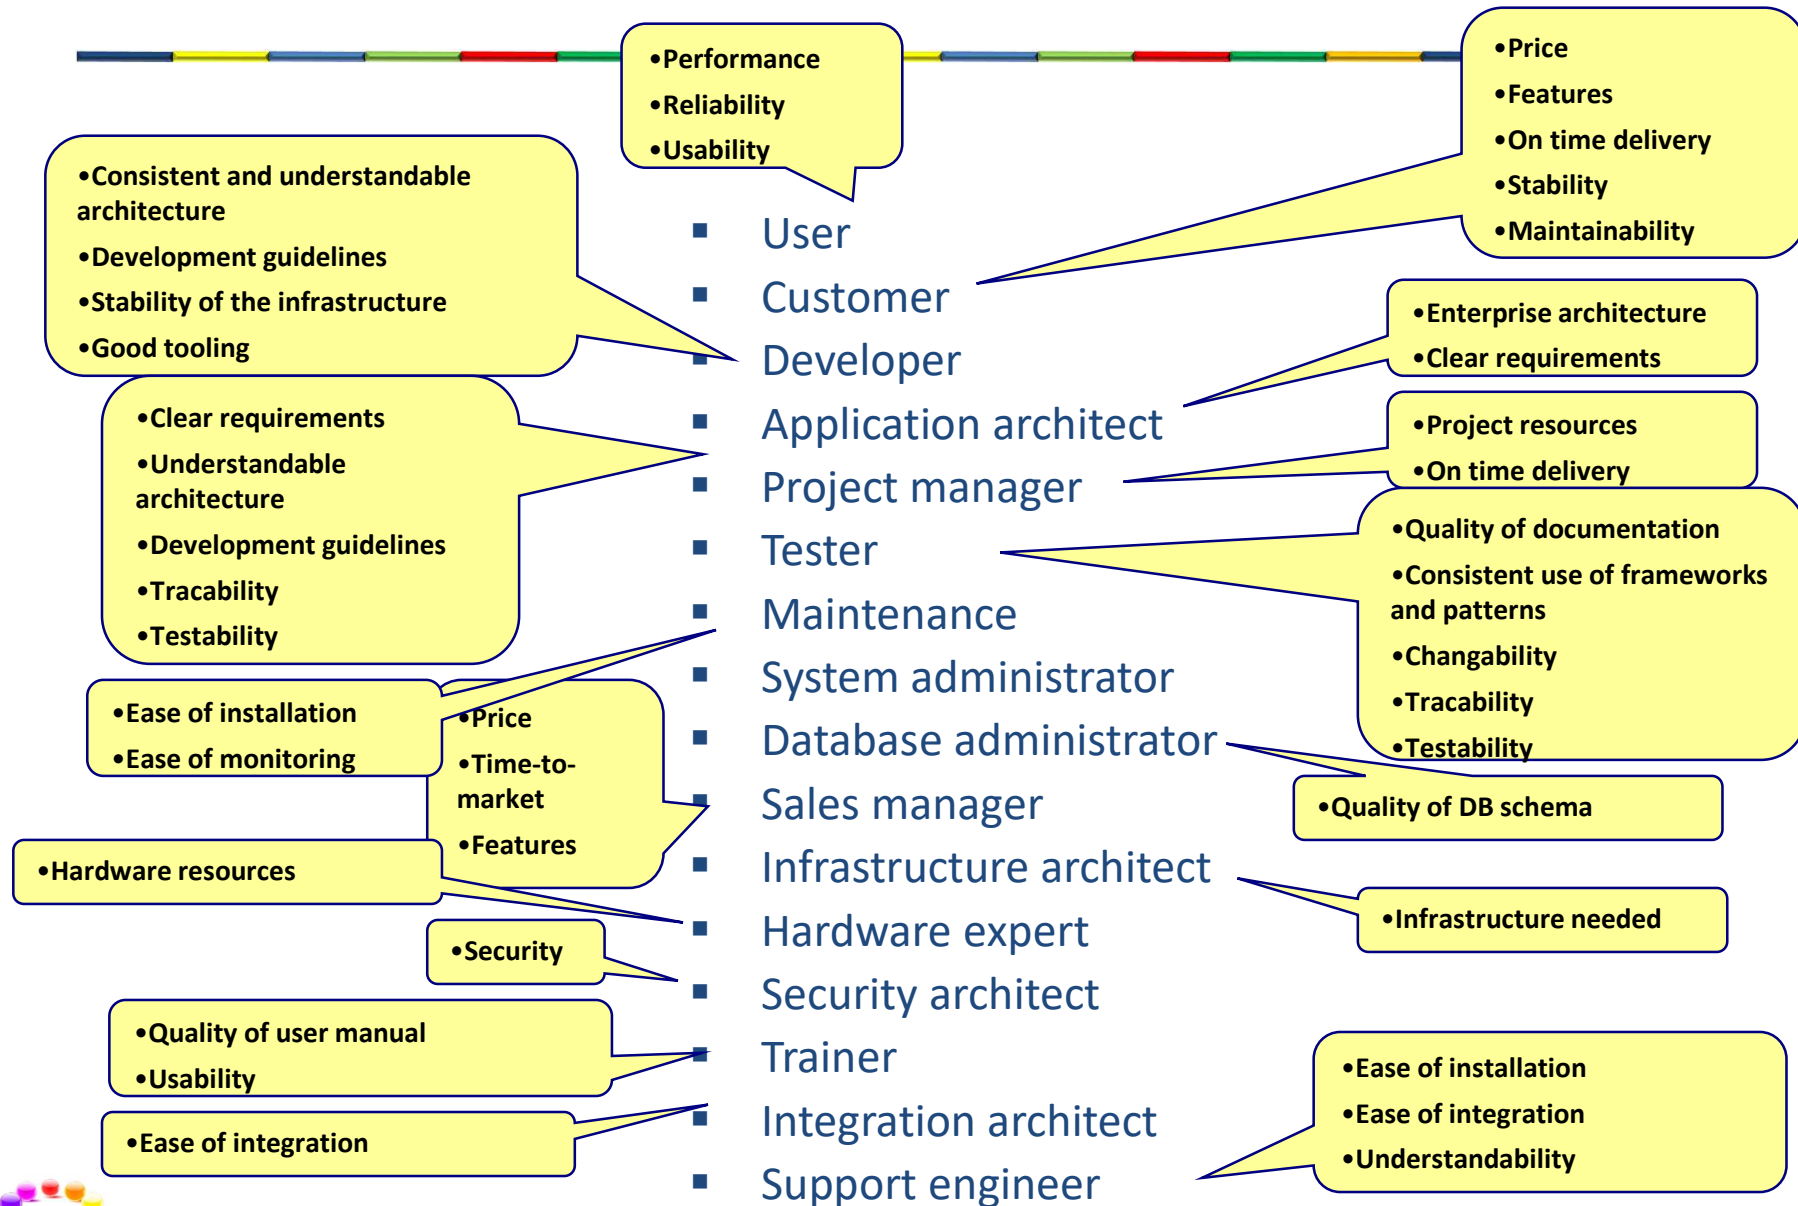 •Performance
•Reliability
•Usability
•Price
•Features
•On time delivery
•Stability
•Maintainability
•Consistent and understandable
architecture
•Development guidelines
•Stability of the infrastructure
•Good tooling
•Enterprise architecture
•Clear requirements
•Clear requirements
•Understandable
architecture
•Development guidelines
•Tracability
•Testability
•Project resources
•On time delivery
•Quality of documentation
•Consistent use of frameworks
and patterns
•Changability
•Tracability
•Testability
•Ease of installation
•Ease of monitoring
•Price
•Time-to-
market
•Features
•Quality of DB schema
•Hardware resources
•Infrastructure needed
•Security
•Quality of user manual
•Usability
•Ease of integration
•Ease of installation
•Ease of integration
•Understandability
▪ User
▪ Customer
▪ Developer
▪ Application architect
▪ Project manager
▪ Tester
▪ Maintenance
▪ System administrator
▪ Database administrator
▪ Sales manager
▪ Infrastructure architect
▪ Hardware expert
▪ Security architect
▪ Trainer
▪ Integration architect
▪ Support engineer